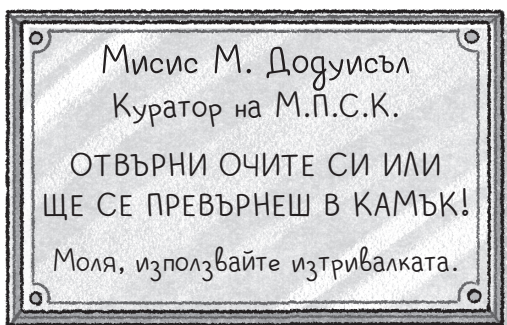 Мисис М. Додуисъл
Куратор на М.П.С.К.
ОТВЪРНИ ОЧИТЕ СИ ИЛИ
ЩЕ СЕ ПРЕВЪРНЕШ В КАМЪК!
Моля, използвайте изтривалката.